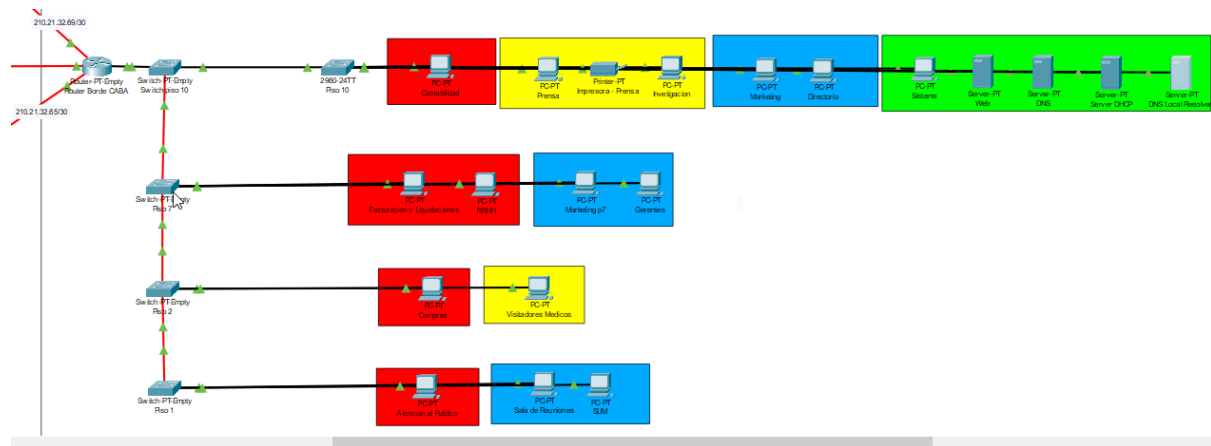 210.21.32.69/30
Router-PT-Empty
Router Borde CABA
210.21.32.65/30
Switch-PT-Empty
Switch piso 10
2960-24TT
Piso 10
PC-PT
Contabilidad
PC-PT
Prensa
Printer-PT
Impresora - Prensa
PC-PT
Invetigacion
PC-PT
Marketing
PC-PT
Directorio
PC-PT
Sistema
Server-PT
Web
Server-PT
DNS
Server-PT
Server DHCP
Server-PT
DNS Local Resolver
Switch-PT-Empty
Piso 7
PC-PT
Facturacion y Liquidaciones
PC-PT
RRHH
PC-PT
Marketing p7
PC-PT
Gerentes
Switch-PT-Empty
Piso 2
PC-PT
Compras
PC-PT
Visitadores Medicos
Switch-PT-Empty
Piso 1
PC-PT
Atencion al Publico
PC-PT
Sala de Reuniones
PC-PT
SUM